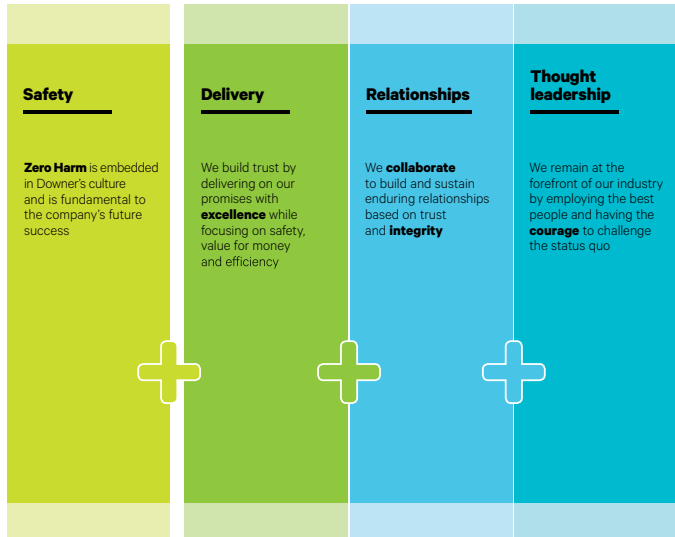 Safety
Zero Harm is embedded
in Downer's culture
and is fundamental to
the company's future
success
Delivery
We build trust by
delivering on our
promises with
excellence while
focusing on safety,
value for money
and efficiency
Relationships
We collaborate
to build and sustain
enduring relationships
based on trust
and integrity
Thought
leadership
We remain at the
forefront of our industry
by employing the best
people and having the
courage to challenge
the status quo